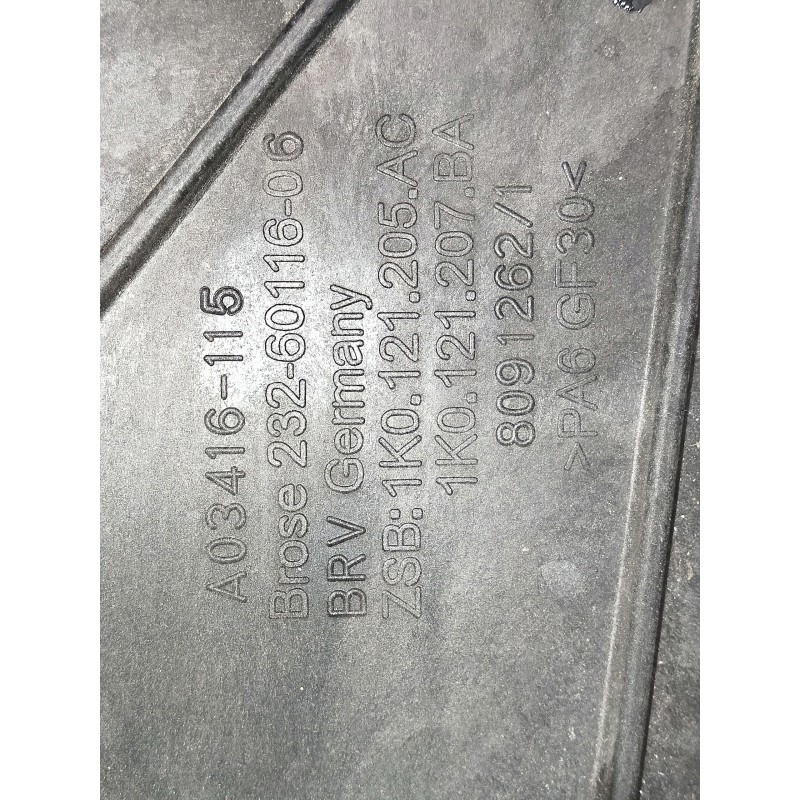 A03416-115
Brose 232-60116-06
BRV Germany
ZSB: 1K0.121.205.AC
1K0.121.207.BA
8091262/1
>PA6 GF30<